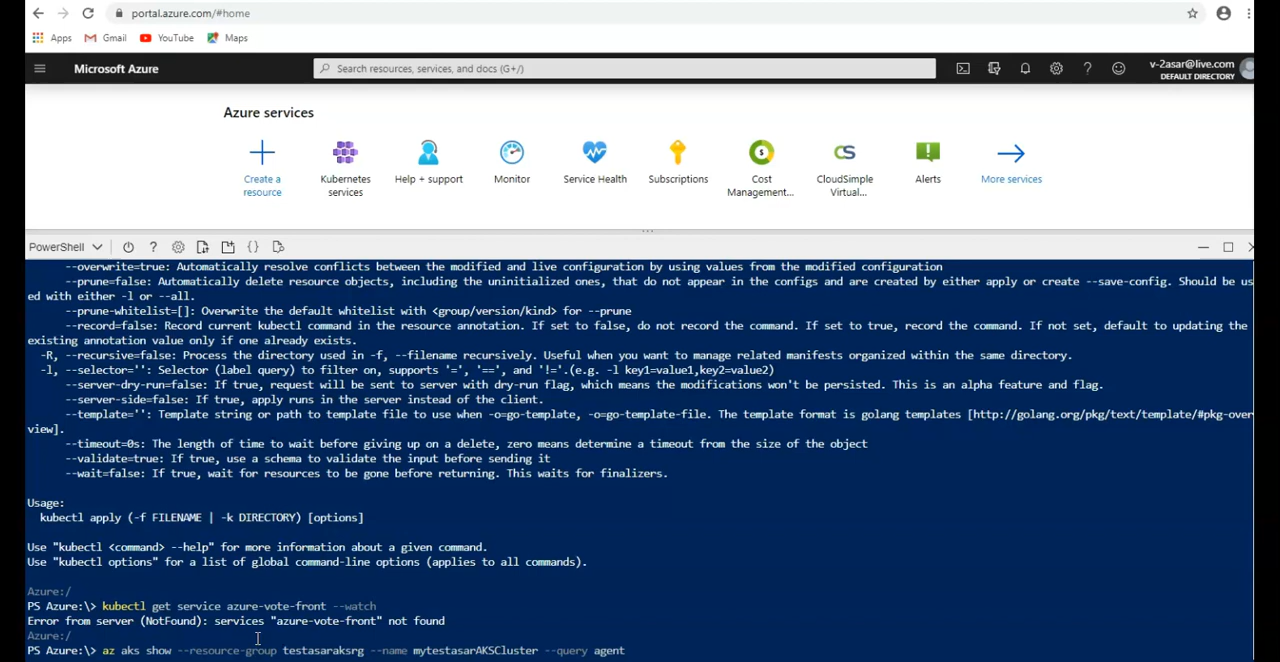 portal.azure.com/#home
Apps Gmail YouTube Maps
Microsoft Azure
Search resources, services, and docs (G+/)
v-2asar@live.com
DEFAULT DIRECTORY
Azure services
Create a resource
Kubernetes services
Help + support
Monitor
Service Health
Subscriptions
Cost Management...
CloudSimple Virtual...
Alerts
More services
PowerShell
--overwrite=true: Automatically resolve conflicts between the modified and live configuration by using values from the modified configuration
--prune=false: Automatically delete resource objects, including the uninitialized ones, that do not appear in the configs and are created by either apply or create --save-config. Should be us
ed with either -l or --all.
--prune-whitelist=[]: Overwrite the default whitelist with <group/version/kind> for --prune
--record=false: Record current kubectl command in the resource annotation. If set to false, do not record the command. If set to true, record the command. If not set, default to updating the
existing annotation value only if one already exists.
-R, --recursive=false: Process the directory used in -f, --filename recursively. Useful when you want to manage related manifests organized within the same directory.
-l, --selector='': Selector (label query) to filter on, supports '=', '==', and '!='.(e.g. -l key1=value1,key2=value2)
--server-dry-run=false: If true, request will be sent to server with dry-run flag, which means the modifications won't be persisted. This is an alpha feature and flag.
--server-side=false: If true, apply runs in the server instead of the client.
--template='': Template string or path to template file to use when -o=go-template, -o=go-template-file. The template format is golang templates [http://golang.org/pkg/text/template/#pkg-over
view].
--timeout=0s: The length of time to wait before giving up on a delete, zero means determine a timeout from the size of the object
--validate=true: If true, use a schema to validate the input before sending it
--wait=false: If true, wait for resources to be gone before returning. This waits for finalizers.
Usage:
kubectl apply (-f FILENAME | -k DIRECTORY) [options]
Use "kubectl <command> --help" for more information about a given command.
Use "kubectl options" for a list of global command-line options (applies to all commands).
Azure:/
PS Azure:\> kubectl get service azure-vote-front --watch
Error from server (NotFound): services "azure-vote-front" not found
Azure:/
PS Azure:\> az aks show --resource-group testasaraksrg --name mytestasarAKSCluster --query agent